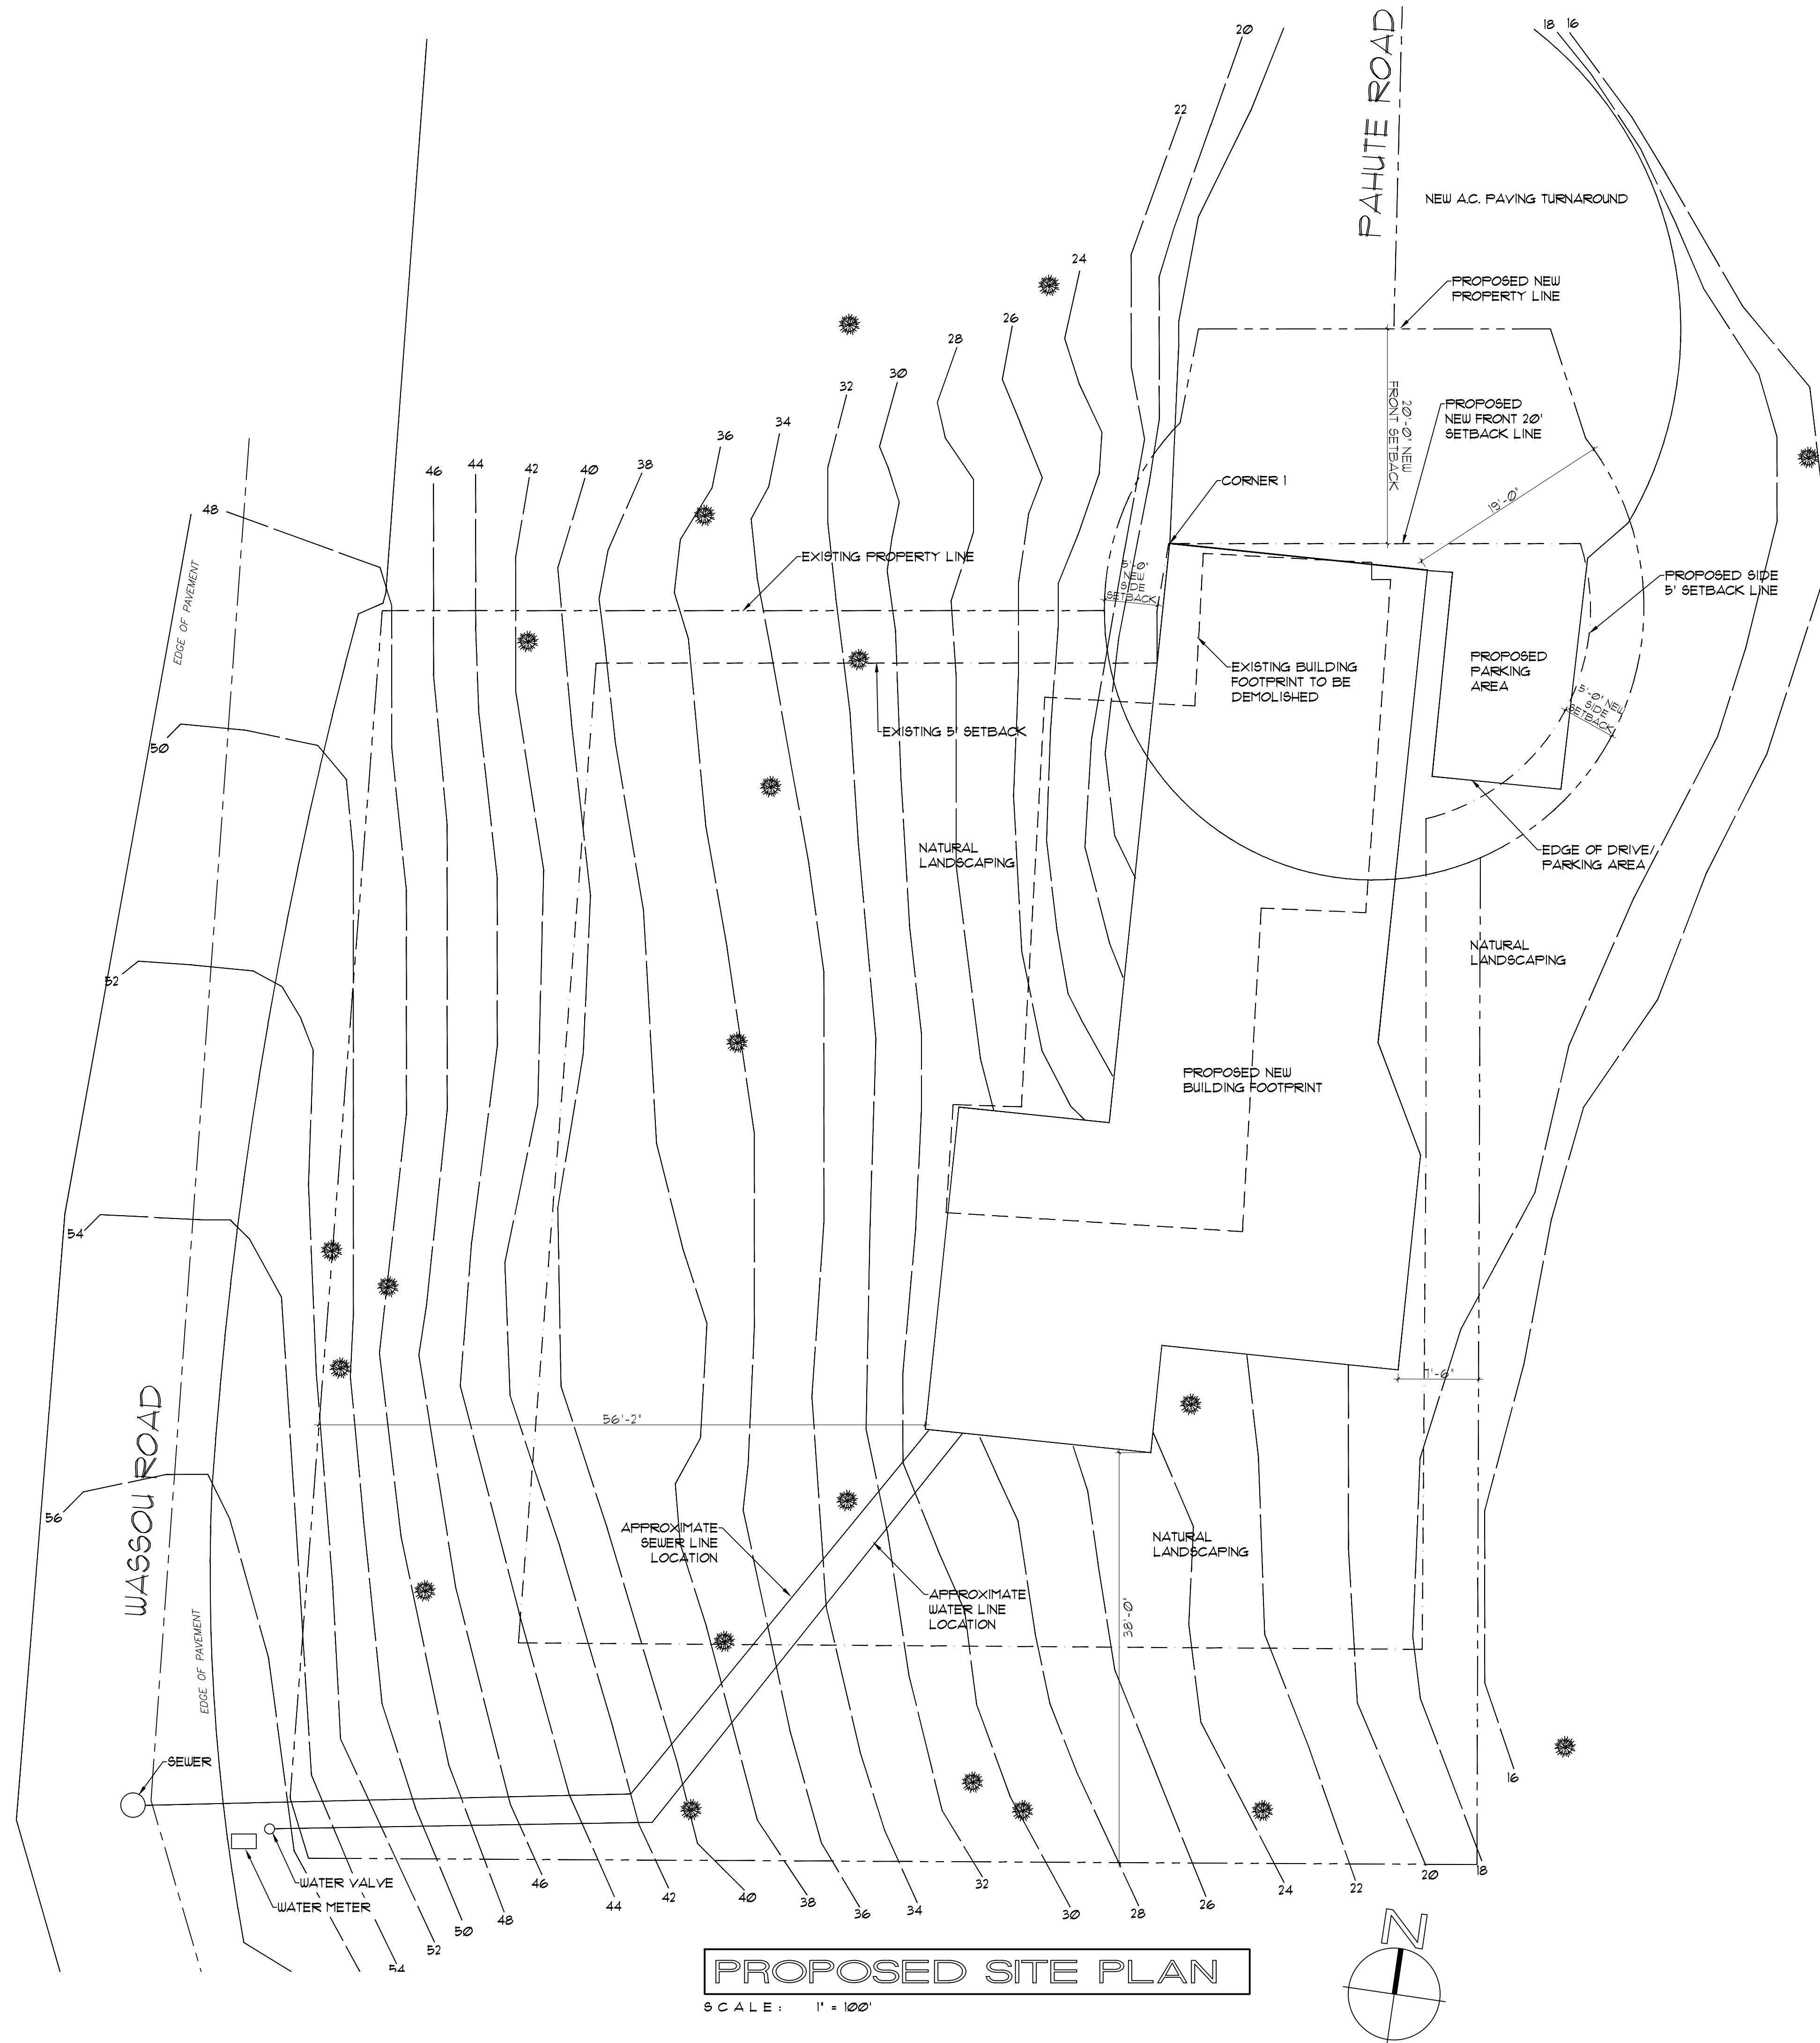 20
18 16
PAHUTE ROAD
22
NEW A.C. PAVING TURNAROUND
24
PROPOSED NEW
PROPERTY LINE
26
28
30
32
34
36
38
40
42
44
46
48
20'-0" NEW
FRONT SETBACK
PROPOSED
NEW FRONT 20'
SETBACK LINE
CORNER 1
19'-0"
EXISTING PROPERTY LINE
5'-0"
NEW
SIDE
SETBACK
PROPOSED SIDE
5' SETBACK LINE
EDGE OF PAVEMENT
EXISTING BUILDING
FOOTPRINT TO BE
DEMOLISHED
PROPOSED
PARKING
AREA
5'-0" NEW
SIDE
SETBACK
EXISTING 5' SETBACK
50
NATURAL
LANDSCAPING
EDGE OF DRIVE/
PARKING AREA
NATURAL
LANDSCAPING
52
PROPOSED NEW
BUILDING FOOTPRINT
54
7'-6"
56'-2"
WASSOU ROAD
56
APPROXIMATE
SEWER LINE
LOCATION
NATURAL
LANDSCAPING
APPROXIMATE
WATER LINE
LOCATION
38'-0"
EDGE OF PAVEMENT
SEWER
WATER VALVE
WATER METER
54
52
50
48
46
44
42
40
38
36
34
32
30
28
26
24
22
20
18
16
N
PROPOSED SITE PLAN
SCALE: 1" = 100'